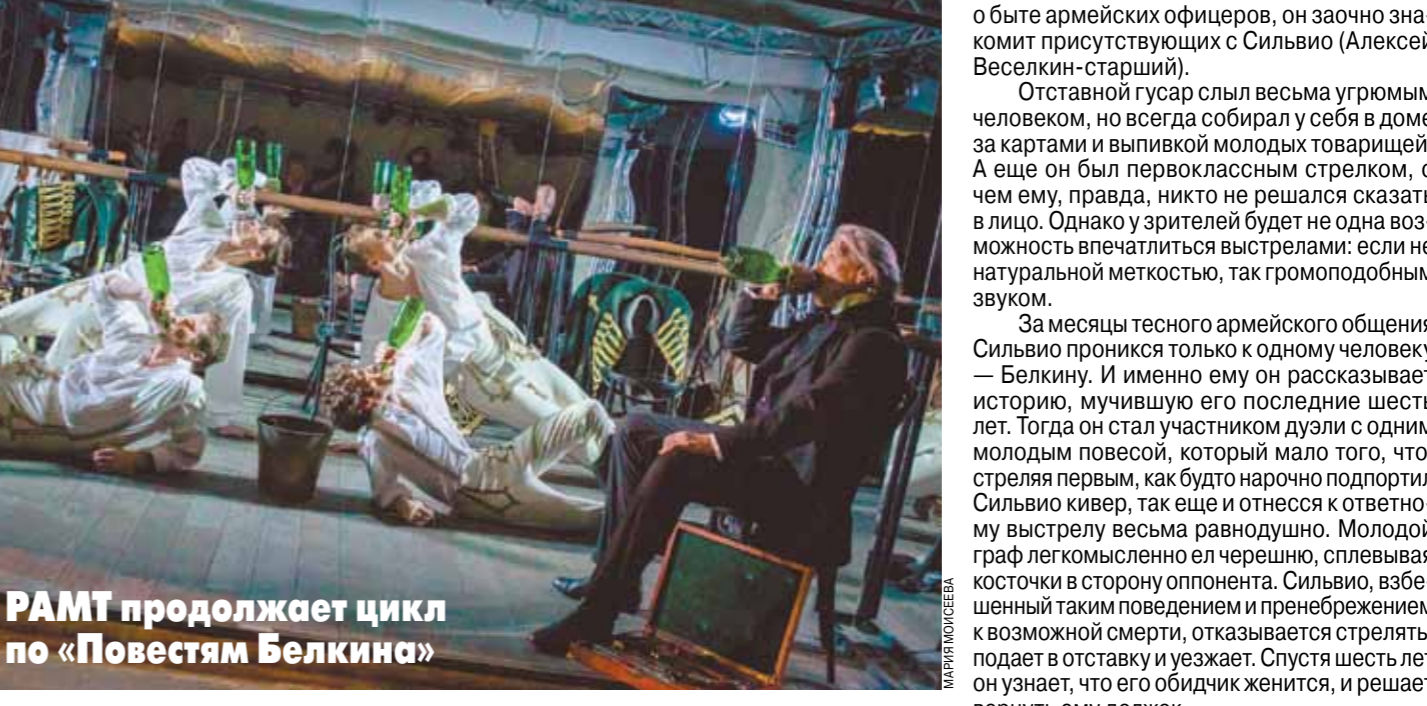 РАМТ продолжает цикл
по «Повестям Белкина»
МАРИЯ МОИСЕЕВА
о быте армейских офицеров, он заочно зна-
комит присутствующих с Сильвио (Алексей
Веселкин-старший).
Отставной гусар слыл весьма угрюмым
человеком, но всегда собирал у себя в доме
за картами и выпивкой молодых товарищей.
А еще он был первоклассным стрелком, о
чем ему, правда, никто не решался сказать
в лицо. Однако у зрителей будет не одна воз-
можность впечатлиться выстрелами: если не
натуральной меткостью, так громоподобным
звуком.
За месяцы тесного армейского общения
Сильвио проникся только к одному человеку
— Белкину. И именно ему он рассказывает
историю, мучившую его последние шесть
лет. Тогда он стал участником дуэли с одним
молодым повесой, который мало того, что,
стреляя первым, как будто нарочно подпортил
Сильвио кивер, так еще и отнесся к ответно-
му выстрелу весьма равнодушно. Молодой
граф легкомысленно ел черешню, сплевывая
косточки в сторону оппонента. Сильвио, взбе-
шенный таким поведением и пренебрежением
к возможной смерти, отказывается стрелять,
подает в отставку и уезжает. Спустя шесть лет
он узнает, что его обидчик женится, и решает